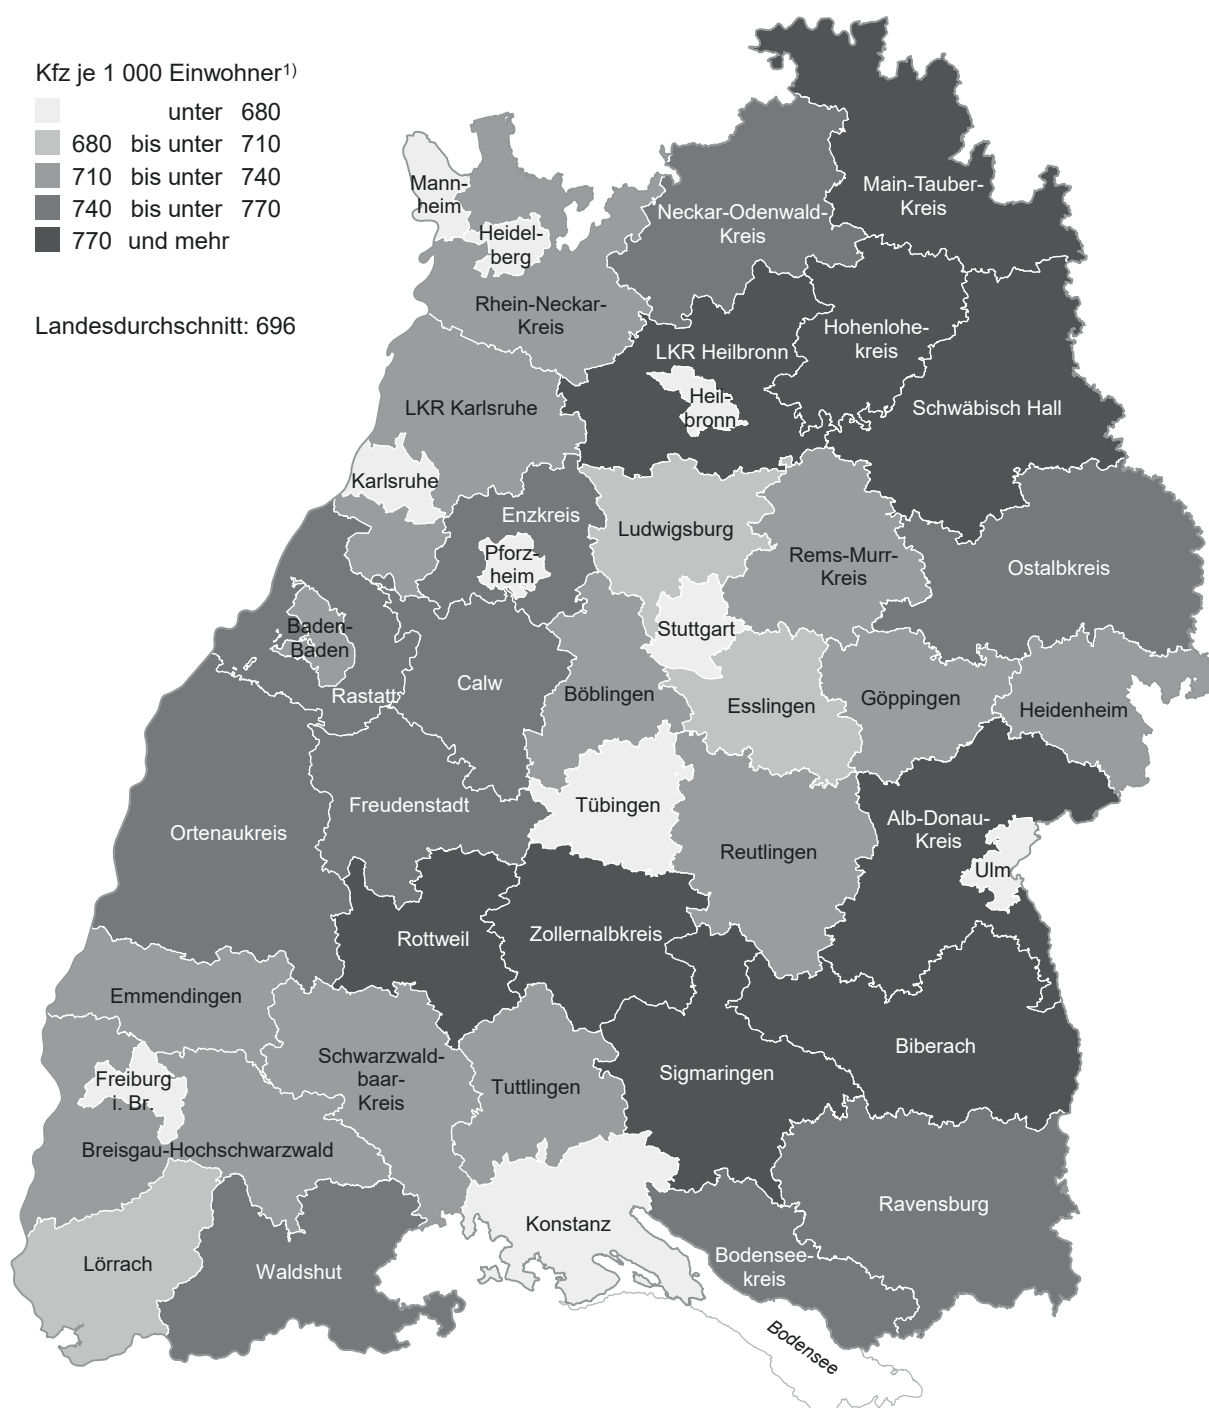 Kfz je 1 000 Einwohner1)
unter 680
680 bis unter 710
710 bis unter 740
740 bis unter 770
770 und mehr
Landesdurchschnitt: 696
Mann-
heim
Heidel-
berg
Rhein-Neckar-
Kreis
Neckar-Odenwald-
Kreis
Main-Tauber-
Kreis
LKR Heilbronn
Hohenlohe-
kreis
Heil-
bronn
Schwäbisch Hall
LKR Karlsruhe
Karlsruhe
Enzkreis
Pforz-
heim
Ludwigsburg
Rems-Murr-
Kreis
Ostalbkreis
Baden-
Baden
Rastatt
Calw
Böblingen
Stuttgart
Esslingen
Göppingen
Heidenheim
Ortenaukreis
Freudenstadt
Tübingen
Reutlingen
Alb-Donau-
Kreis
Ulm
Rottweil
Zollernalbkreis
Emmendingen
Freiburg
i. Br.
Schwarzwald-
baar-
Kreis
Tuttlingen
Sigmaringen
Biberach
Breisgau-Hochschwarzwald
Lörrach
Waldshut
Konstanz
Bodensee-
kreis
Ravensburg
Bodensee